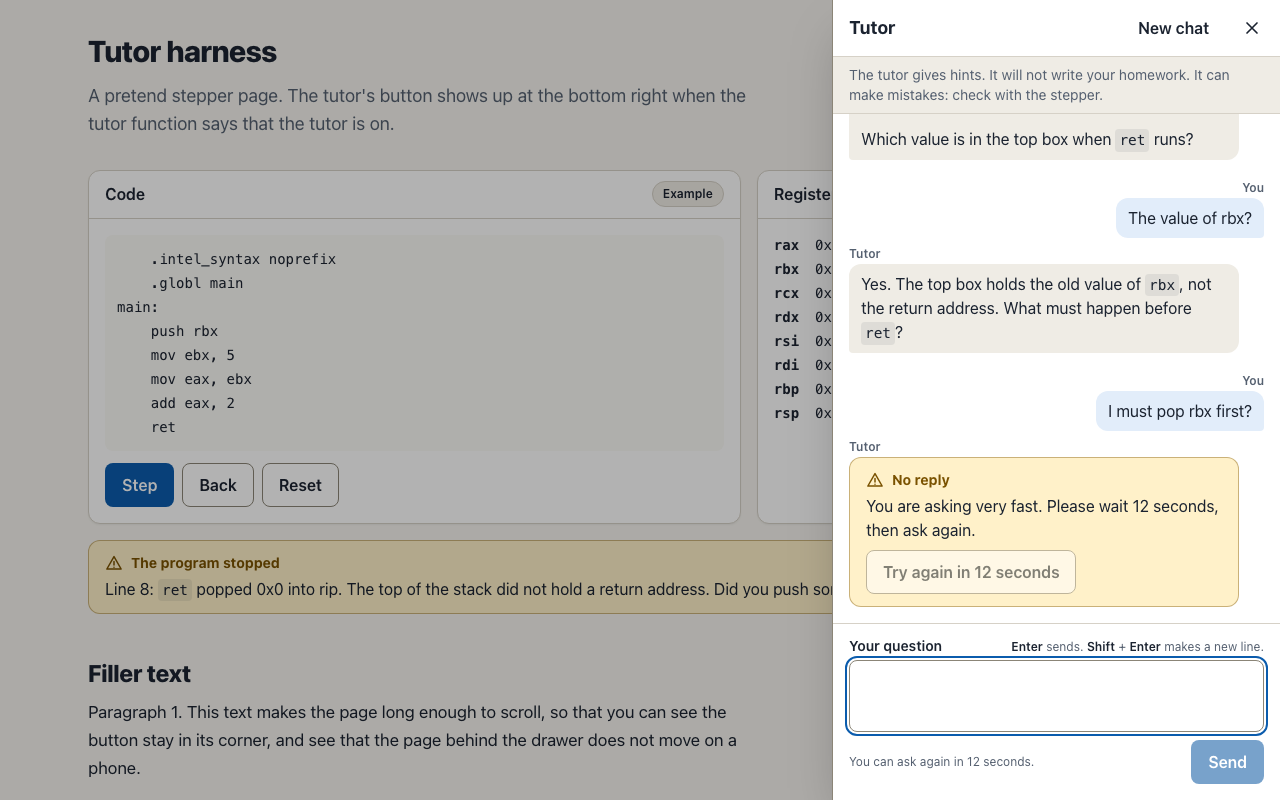 Tutor harness
A pretend stepper page. The tutor's button shows up at the bottom right when the
tutor function says that the tutor is on.
Code
Example
.intel_syntax noprefix
.globl main
main:
push rbx
mov ebx, 5
mov eax, ebx
add eax, 2
ret
Step
Back
Reset
Registe
rax 0x
rbx 0x
rcx 0x
rdx 0x
rsi 0x
rdi 0x
rbp 0x
rsp 0x
The program stopped
Line 8: ret popped 0x0 into rip. The top of the stack did not hold a return address. Did you push so
Filler text
Paragraph 1. This text makes the page long enough to scroll, so that you can see the
button stay in its corner, and see that the page behind the drawer does not move on a
phone.
Tutor
New chat
The tutor gives hints. It will not write your homework. It can
make mistakes: check with the stepper.
Which value is in the top box when ret runs?
You
The value of rbx?
Tutor
Yes. The top box holds the old value of rbx, not
the return address. What must happen before
ret?
You
I must pop rbx first?
Tutor
No reply
You are asking very fast. Please wait 12 seconds,
then ask again.
Try again in 12 seconds
Your question
Enter sends. Shift + Enter makes a new line.
You can ask again in 12 seconds.
Send